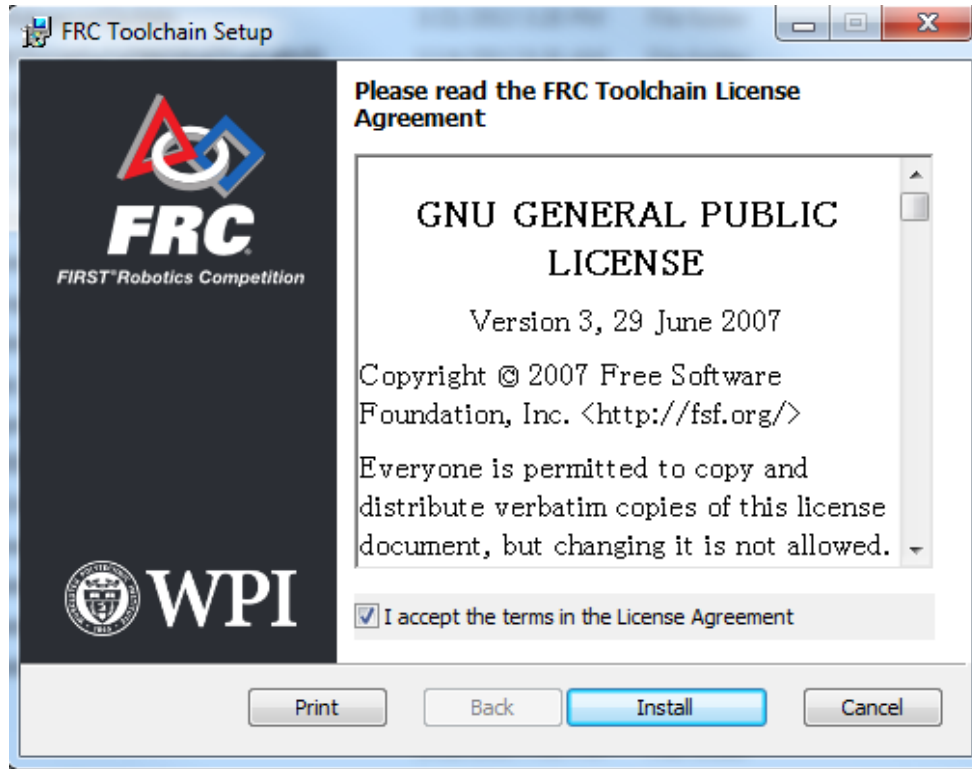 FRC Toolchain Setup
Please read the FRC Toolchain License
Agreement
FRC
FIRST® Robotics Competition
GNU GENERAL PUBLIC
LICENSE
Version 3, 29 June 2007
Copyright © 2007 Free Software
Foundation, Inc. <http://fsf.org/>
Everyone is permitted to copy and
distribute verbatim copies of this license
document, but changing it is not allowed.
WPI
I accept the terms in the License Agreement
Print
Back
Install
Cancel